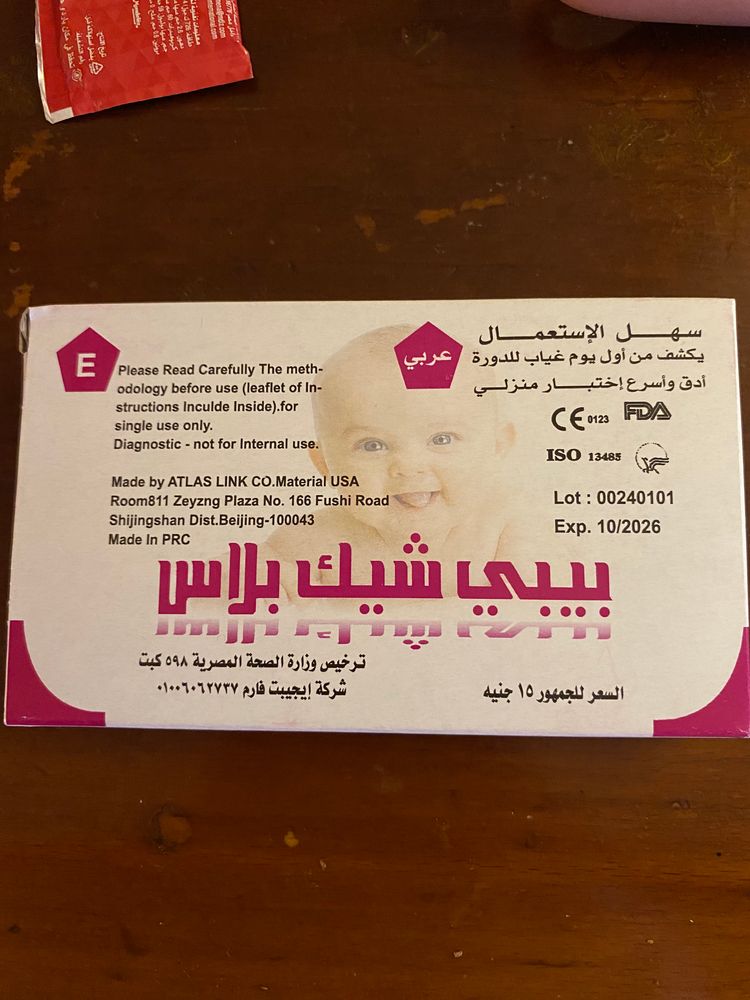 E
Please Read Carefully The meth-
odology before use (leaflet of In-
structions Inculde Inside).for
single use only.
Diagnostic - not for Internal use.
Made by ATLAS LINK CO.Material USA
Room811 Zeyzng Plaza No. 166 Fushi Road
Shijingshan Dist.Beijing-100043
Made In PRC
عربي
سهــل الإستعمــال
يكشف من أول يوم غياب للدورة
أدق وأسرع إختبــار منزلــي
CE 0123 FDA
ISO 13485
Lot : 00240101
Exp. 10/2026
بيبي شيك بلاس
ترخيص وزارة الصحة المصرية ٥٩٨ كبت
شركة إيجيبت فارم ٠١٠٠٦٠٦٢٧٣٧
السعر للجمهور ١٥ جنيه